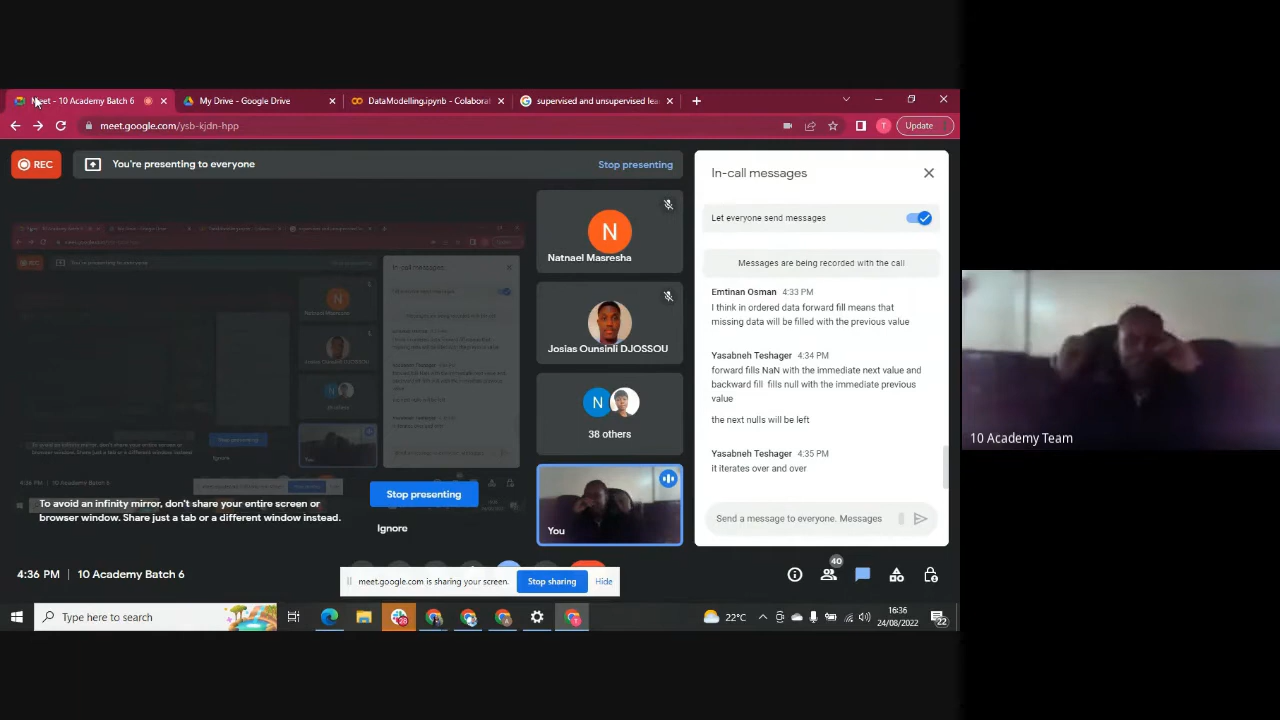 Meet - 10 Academy Batch 6
My Drive - Google Drive
DataModelling.ipynb - Colaborat
supervised and unsupervised lea
meet.google.com/ysb-kjdn-hpp
T
Update
REC
You're presenting to everyone
Stop presenting
In-call messages
Let everyone send messages
Messages are being recorded with the call
N
Natnael Masresha
Josias Ounsinli DJOSSOU
N
38 others
You
Emtinan Osman 4:33 PM
I think in ordered data forward fill means that
missing data will be filled with the previous value
Yasabneh Teshager 4:34 PM
forward fills NaN with the immediate next value and
backward fill fills null with the immediate previous
value
the next nulls will be left
Yasabneh Teshager 4:35 PM
it iterates over and over
Send a message to everyone. Messages
To avoid an infinity mirror, don't share your entire screen or
browser window. Share just a tab or a different window instead.
Stop presenting
Ignore
10 Academy Team
4:36 PM | 10 Academy Batch 6
meet.google.com is sharing your screen.
Stop sharing
Hide
40
Type here to search
22°C
16:36
24/08/2022
22